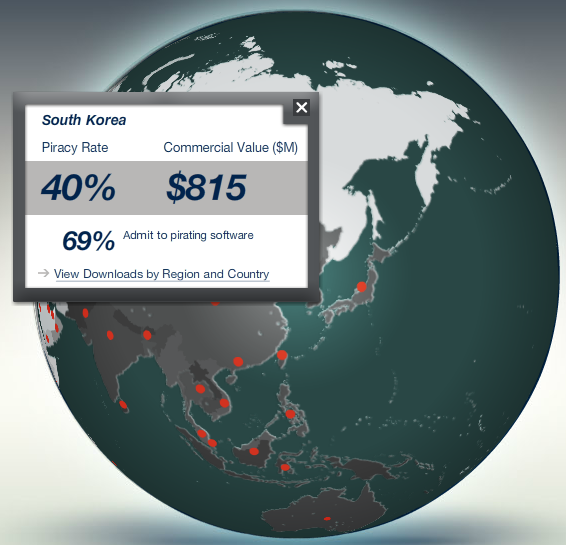 South Korea
Piracy Rate Commercial Value ($M)
40% $815
69% Admit to pirating software
View Downloads by Region and Country